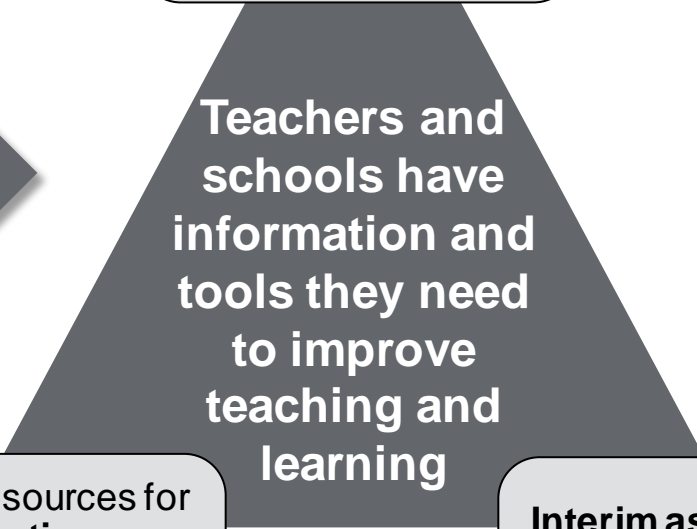 Teachers and
schools have
information and
tools they need
to improve
teaching and
learning
sources for
Interim as